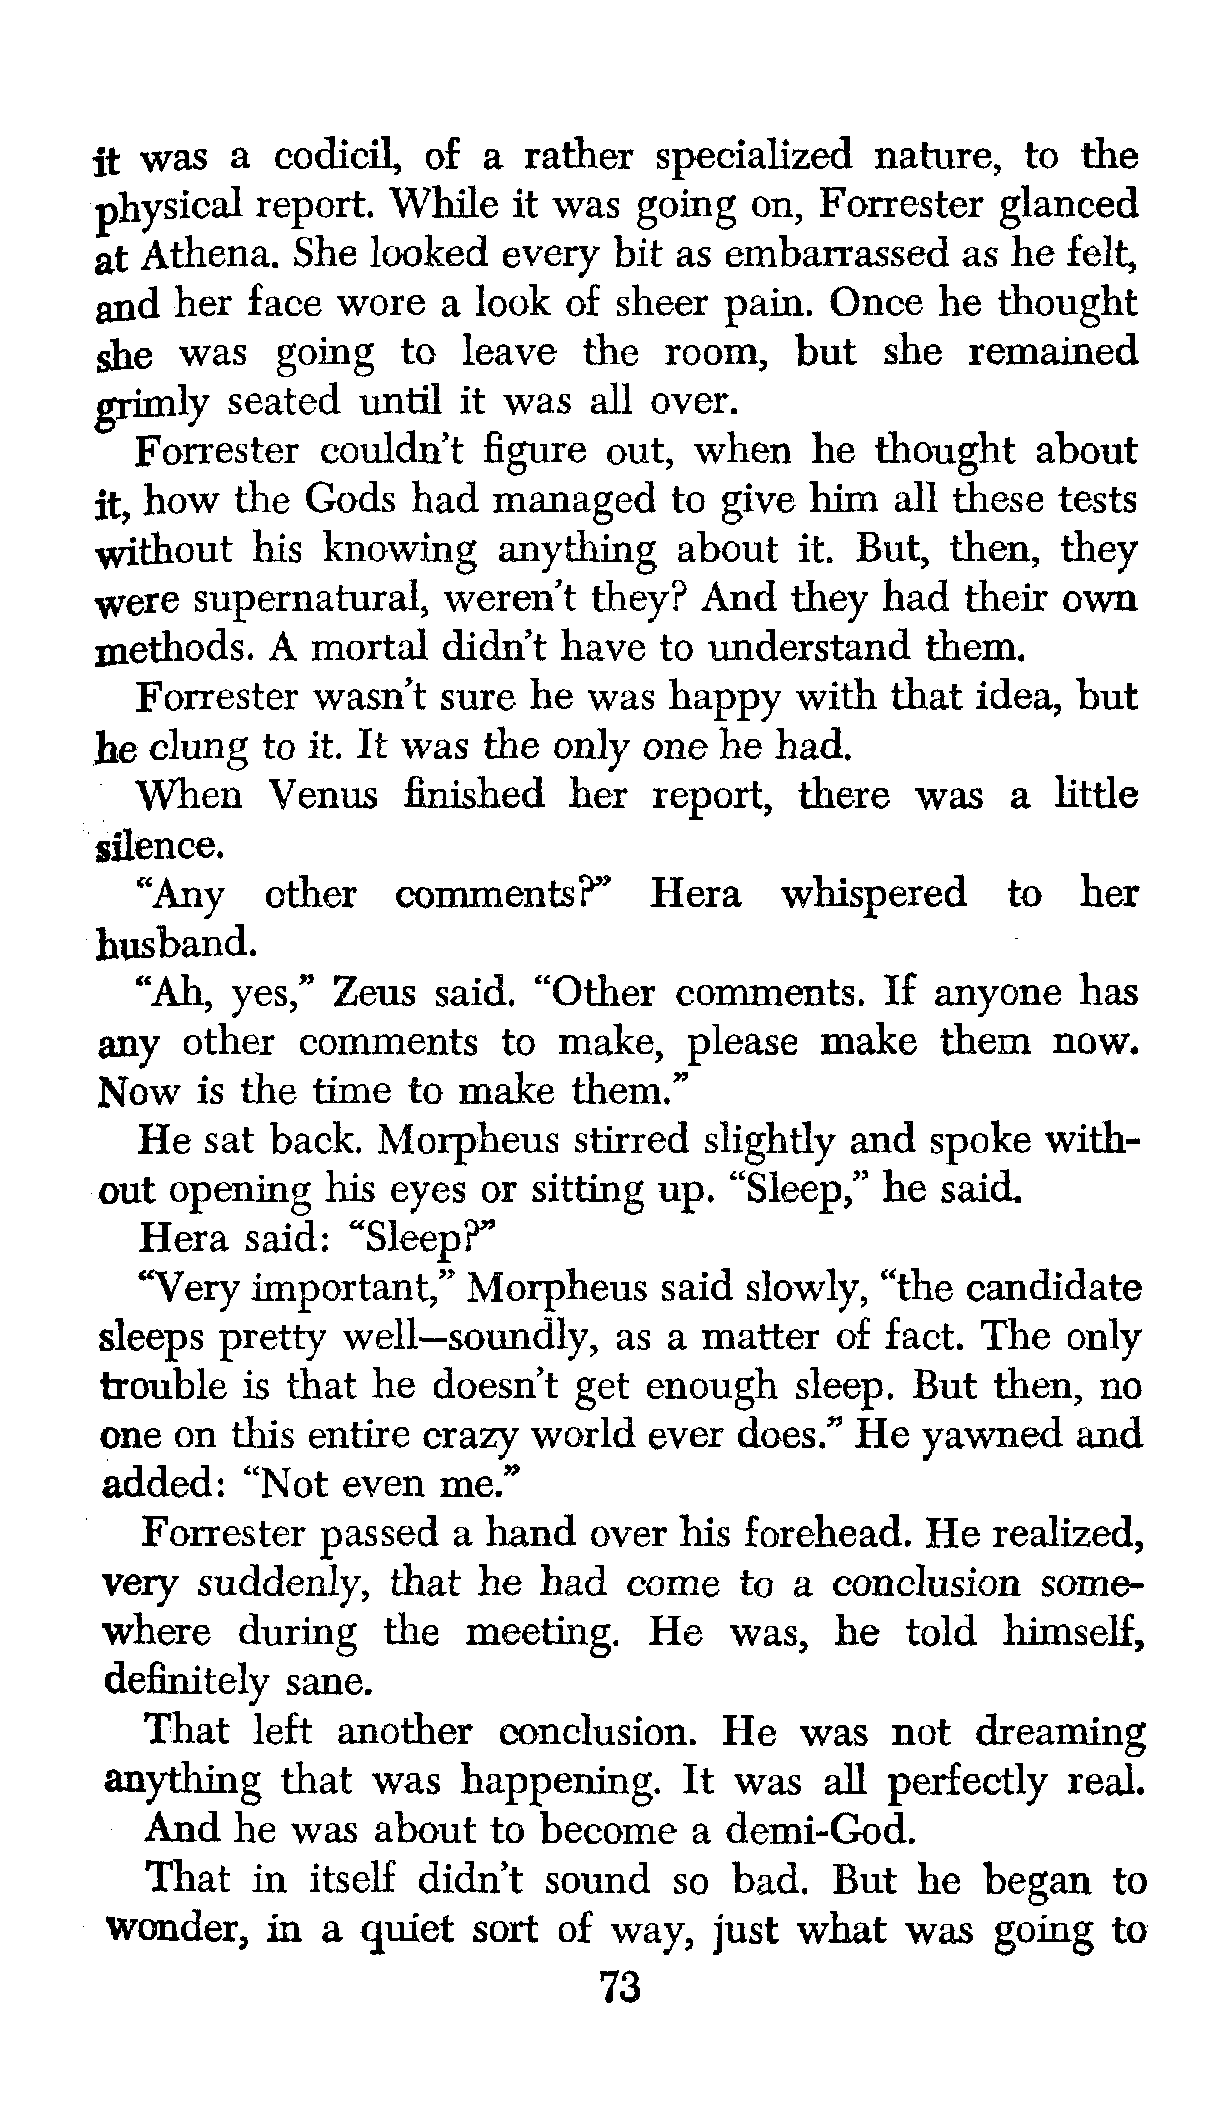 it was a codicil, of a rather specialized nature, to the
physical report. While it was going on, Forrester glanced
at Athena. She looked every bit as embarrassed as he felt,
and her face wore a look of sheer pain. Once he thought
she was going to leave the room, but she remained
grimly seated until it was all over.
Forrester couldn't figure out, when he thought about
it, how the Gods had managed to give him all these tests
without his knowing anything about it. But, then, they
were supernatural, weren't they? And they had their own
methods. A mortal didn't have to understand them.
Forrester wasn't sure he was happy with that idea, but
he clung to it. It was the only one he had.
When Venus finished her report, there was a little
silence.
“Any other comments?” Hera whispered to her
husband.
“Ah, yes,” Zeus said. “Other comments. If anyone has
any other comments to make, please make them now.
Now is the time to make them.”
He sat back. Morpheus stirred slightly and spoke with-
out opening his eyes or sitting up. “Sleep,” he said.
Hera said: “Sleep?”
“Very important,” Morpheus said slowly, “the candidate
sleeps pretty well—soundly, as a matter of fact. The only
trouble is that he doesn't get enough sleep. But then, no
one on this entire crazy world ever does.” He yawned and
added: “Not even me.”
Forrester passed a hand over his forehead. He realized,
very suddenly, that he had come to a conclusion some-
where during the meeting. He was, he told himself,
definitely sane.
That left another conclusion. He was not dreaming
anything that was happening. It was all perfectly real.
And he was about to become a demi-God.
That in itself didn't sound so bad. But he began to
wonder, in a quiet sort of way, just what was going to
73